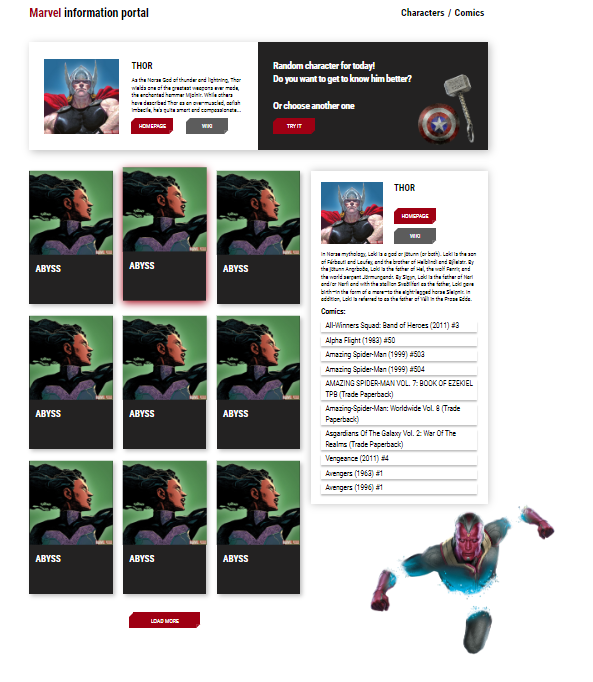 Marvel information portal
Characters / Comics
THOR
As the Norse God of thunder and lightning, Thor
wields one of the greatest weapons ever made,
the enchanted hammer Mjolnir. While others
have described Thor as an over-muscled, oafish
imbecile, he's quite smart and compassionate...
HOMEPAGE
WIKI
Random character for today!
Do you want to get to know him better?
Or choose another one
TRY IT
ABYSS
ABYSS
ABYSS
ABYSS
ABYSS
ABYSS
ABYSS
ABYSS
ABYSS
LOAD MORE
THOR
HOMEPAGE
WIKI
In Norse mythology, Loki is a god or jötunn (or both). Loki is the son
of Fárbauti and Laufey, and the brother of Helblindi and Býleistr. By
the jötunn Angrboða, Loki is the father of Hel, the wolf Fenrir, and
the world serpent Jörmungandr. By Sigyn, Loki is the father of Nari
and/or Narfi and with the stallion Svaðilfari as the father, Loki gave
birth—in the form of a mare—to the eight-legged horse Sleipnir. In
addition, Loki is referred to as the father of Váli in the Prose Edda.
Comics:
All-Winners Squad: Band of Heroes (2011) #3
Alpha Flight (1983) #50
Amazing Spider-Man (1999) #503
Amazing Spider-Man (1999) #504
AMAZING SPIDER-MAN VOL. 7: BOOK OF EZEKIEL
TPB (Trade Paperback)
Amazing-Spider-Man: Worldwide Vol. 8 (Trade
Paperback)
Asgardians Of The Galaxy Vol. 2: War Of The
Realms (Trade Paperback)
Vengeance (2011) #4
Avengers (1963) #1
Avengers (1996) #1